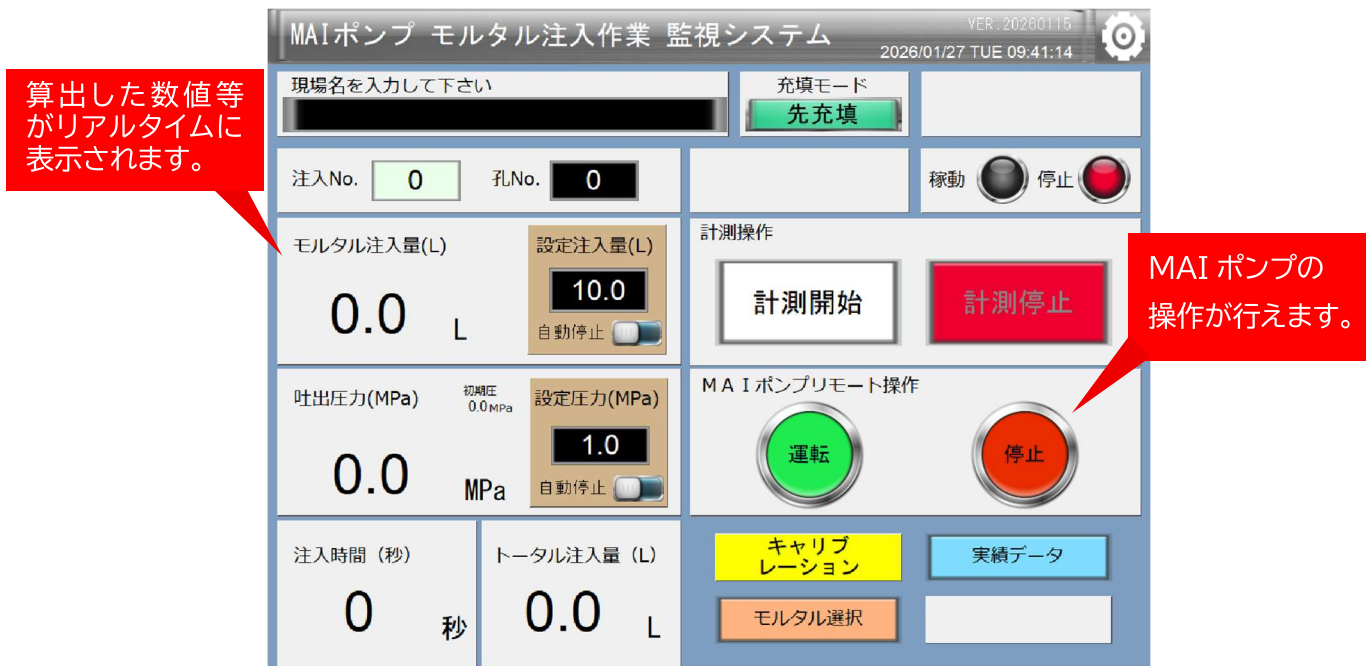 MAIポンプ モルタル注入作業 監視システム
VER.20260115
2026/01/27 TUE 09:41:14
算出した数値等
がリアルタイムに
表示されます。
現場名を入力して下さい
充填モード
先充填
注入No.
0
孔No.
0
稼動
停止
モルタル注入量(L)
0.0
L
設定注入量(L)
10.0
自動停止
計測操作
計測開始
計測停止
MAI ポンプの
操作が行えます。
吐出圧力(MPa)
初期圧
0.0MPa
0.0
MPa
設定圧力(MPa)
1.0
自動停止
MAIポンプリモート操作
運転
停止
注入時間(秒)
0
秒
トータル注入量(L)
0.0
L
キャリブ
レーション
実績データ
モルタル選択